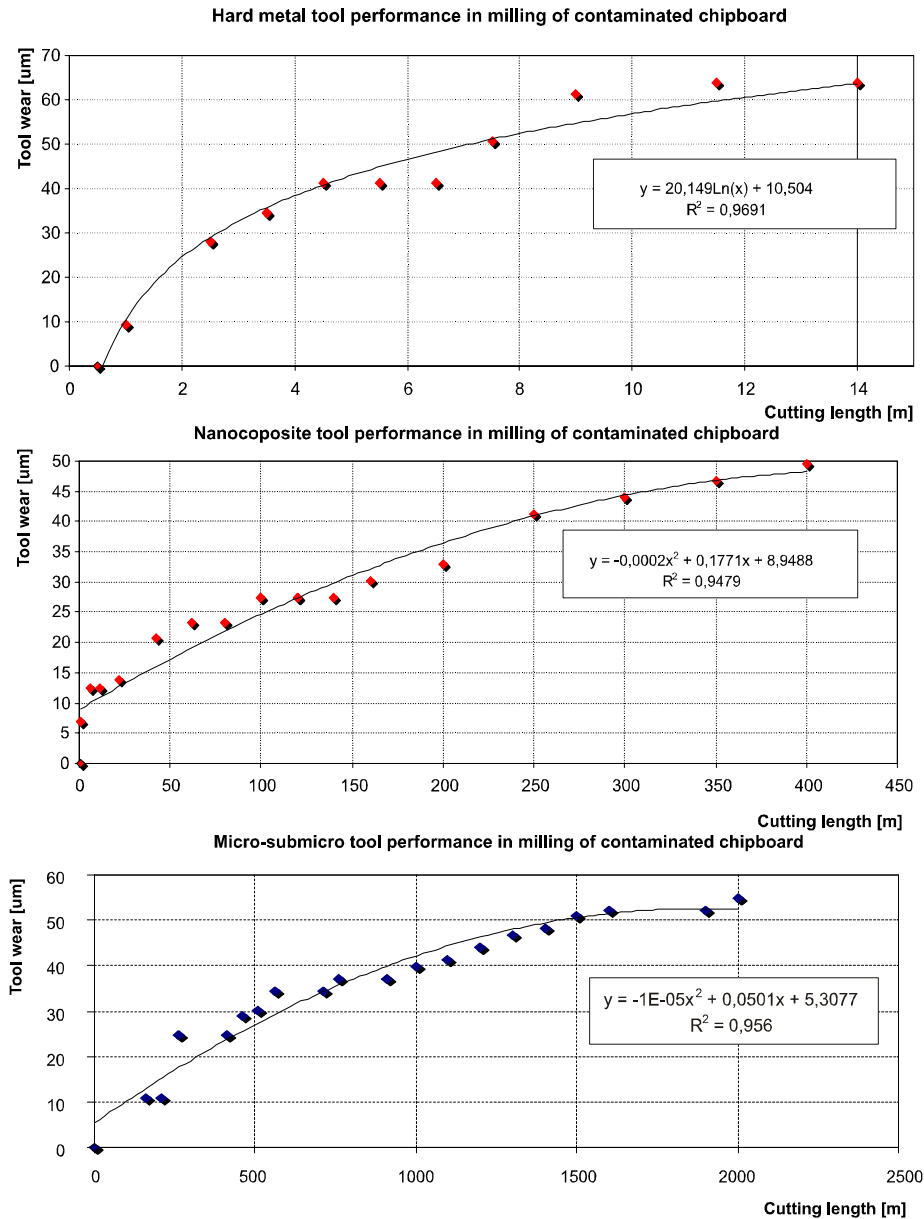 Hard metal tool performance in milling of contaminated chipboard
Tool wear [um]
70
60
50
40
30
20
10
0
y = 20,149Ln(x) + 10,504
R² = 0,9691
0 2 4 6 8 10 12 14
Cutting length [m]
Nanocoposite tool performance in milling of contaminated chipboard
Tool wear [um]
50
45
40
35
30
25
20
15
10
5
0
y = -0,0002x² + 0,1771x + 8,9488
R² = 0,9479
0 50 100 150 200 250 300 350 400 450
Cutting length [m]
Micro-submicro tool performance in milling of contaminated chipboard
Tool wear [um]
60
50
40
30
20
10
0
y = -1E-05x² + 0,0501x + 5,3077
R² = 0,956
0 500 1000 1500 2000 2500
Cutting length [m]